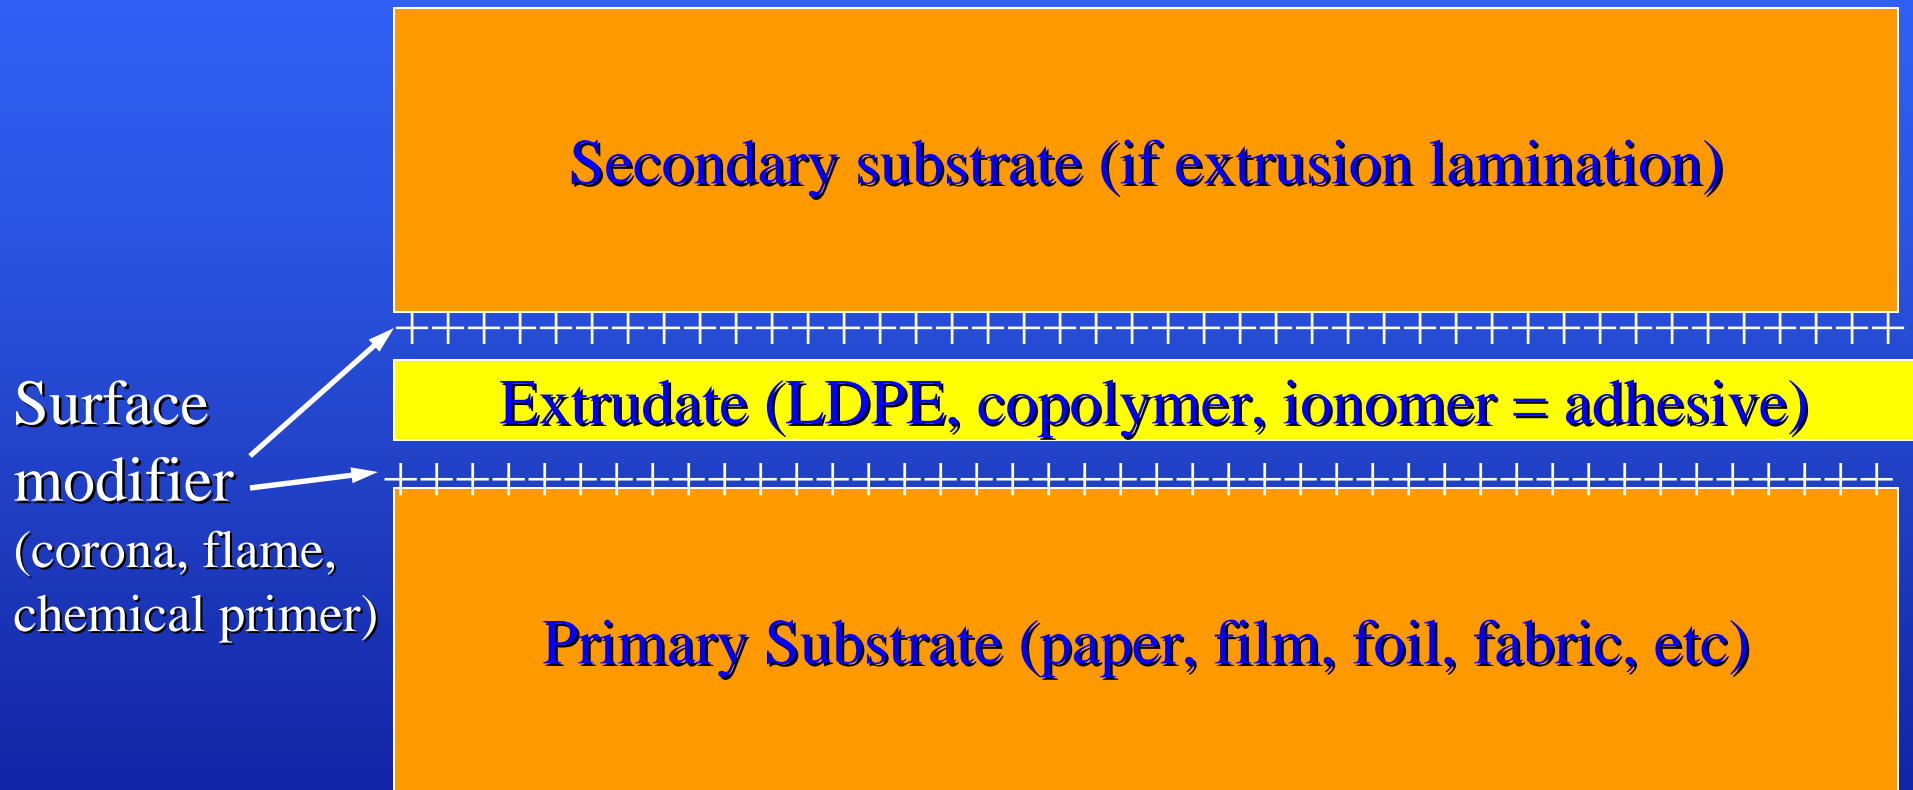 Secondary substrate (if extrusion lamination)
Extrudate (LDPE, copolymer, ionomer = adhesive)
Surface
modifier
(corona, flame,
chemical primer)
Primary Substrate (paper, film, foil, fabric, etc)